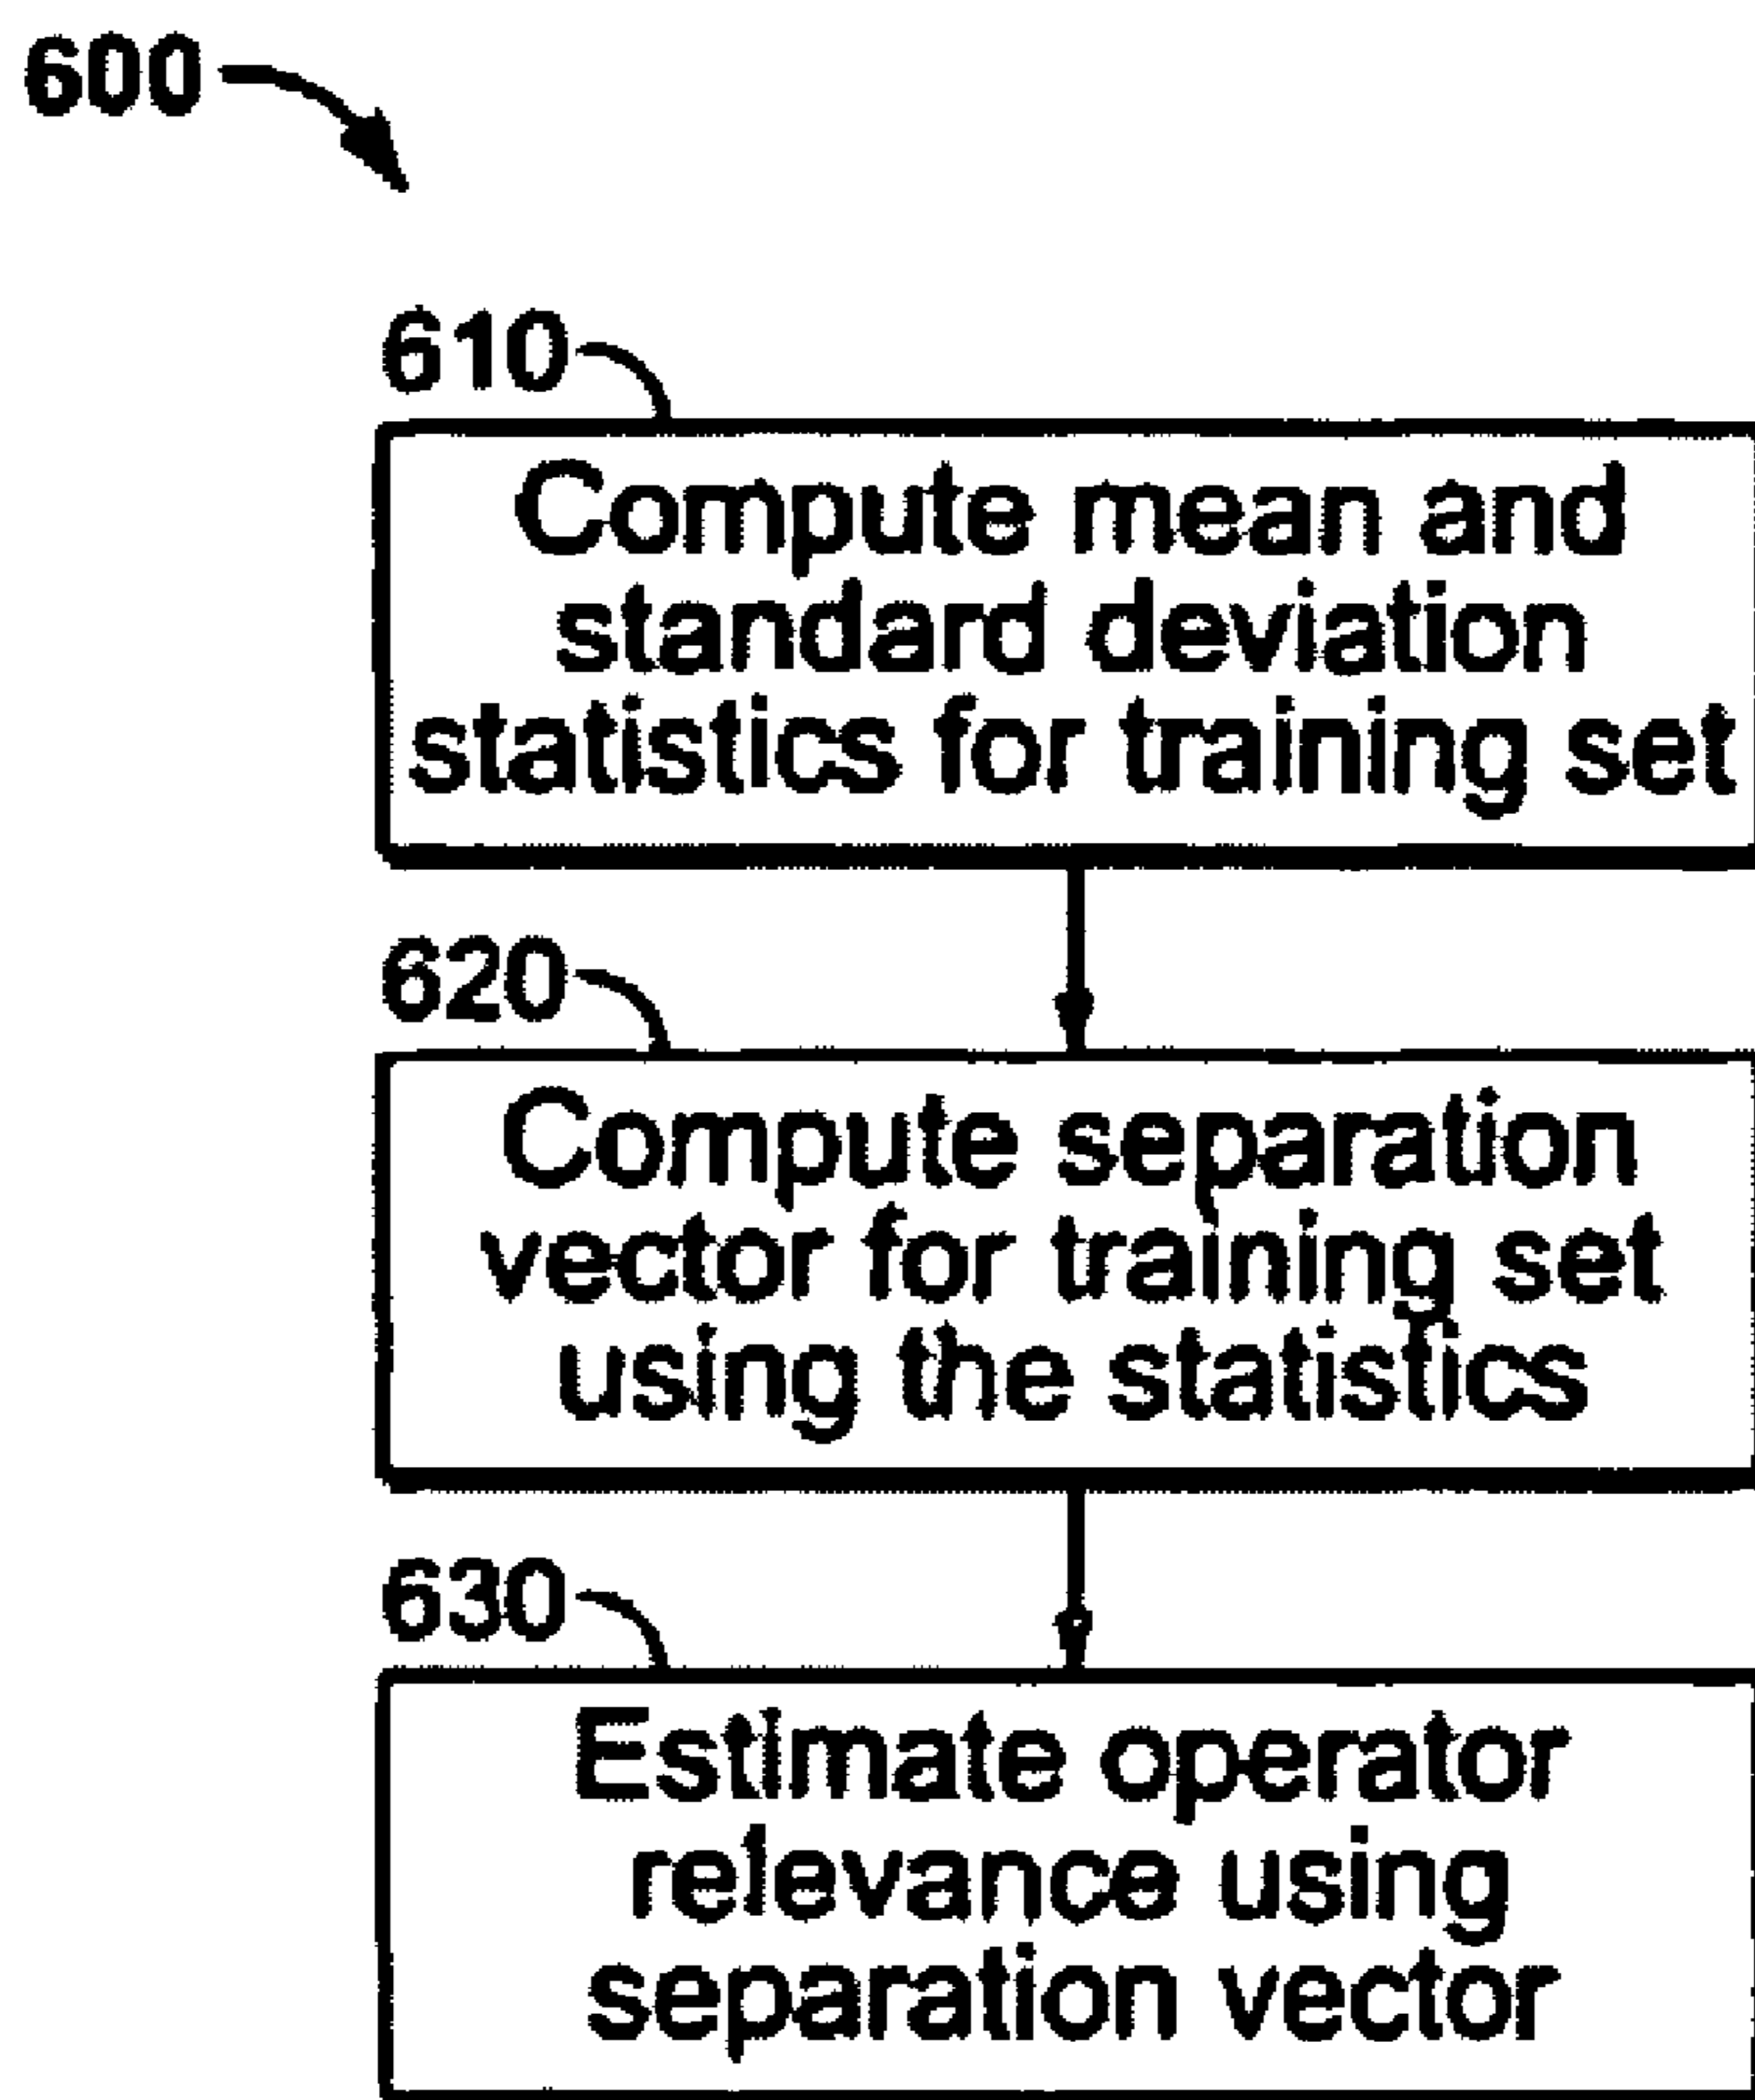 600
610
Compute mean and
standard deviation
statistics for training set
620
Compute separation
vector for training set
using the statistics
630
Estimate operator
relevance using
separation vector